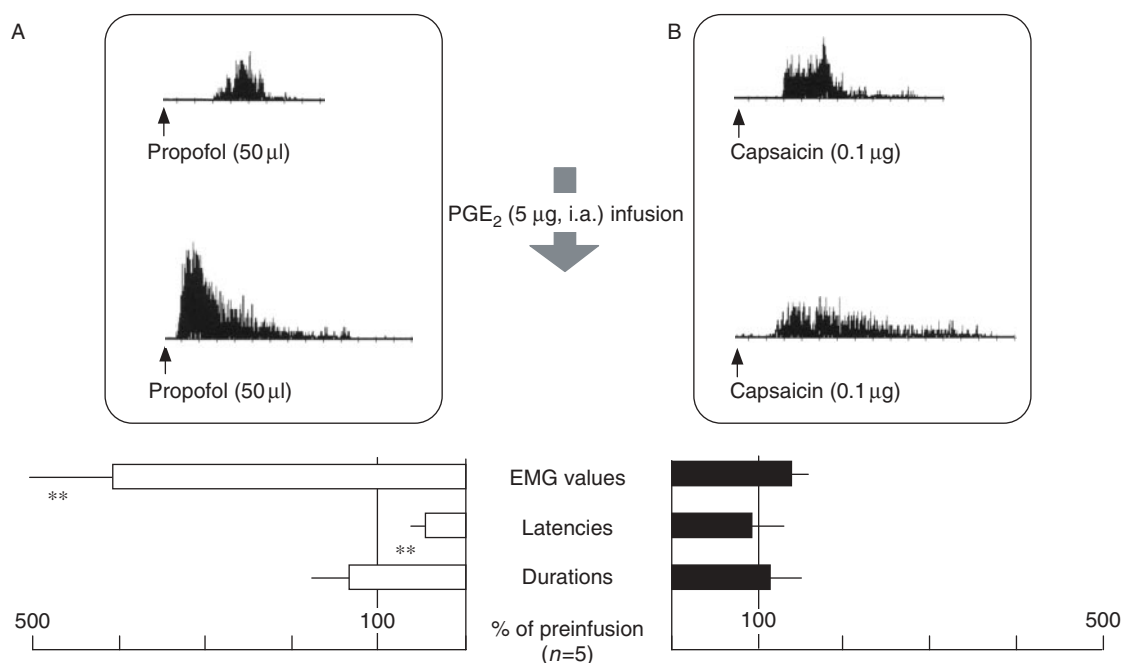 A
B
Propofol (50 µl)
Capsaicin (0.1 µg)
PGE₂ (5 µg, i.a.) infusion
Propofol (50 µl)
Capsaicin (0.1 µg)
EMG values
**
Latencies
**
Durations
500
100
% of preinfusion
(n=5)
100
500